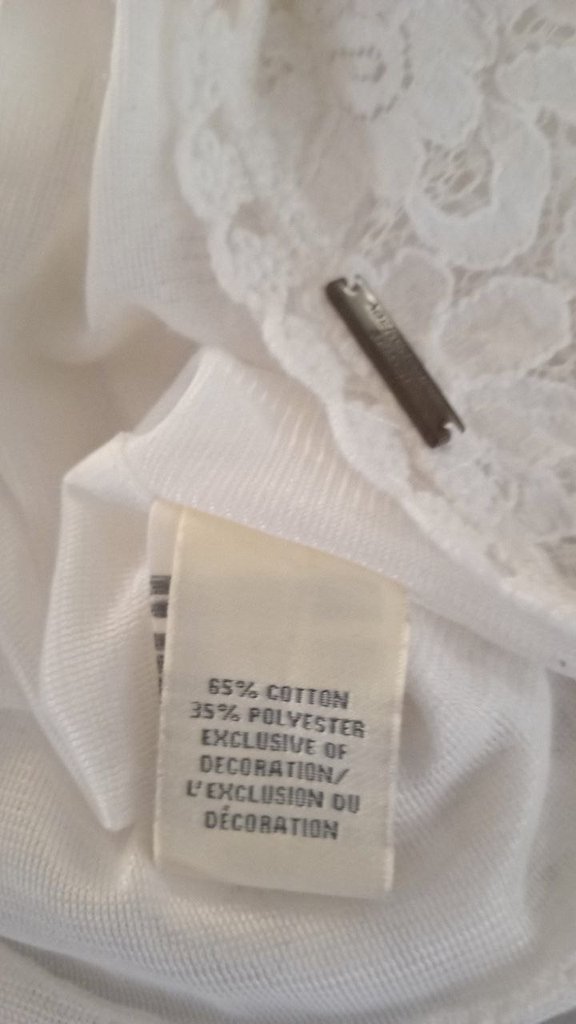 65% COTTON
35% POLYESTER
EXCLUSIVE OF
DECORATION/
L'EXCLUSION DU
DÉCORATION